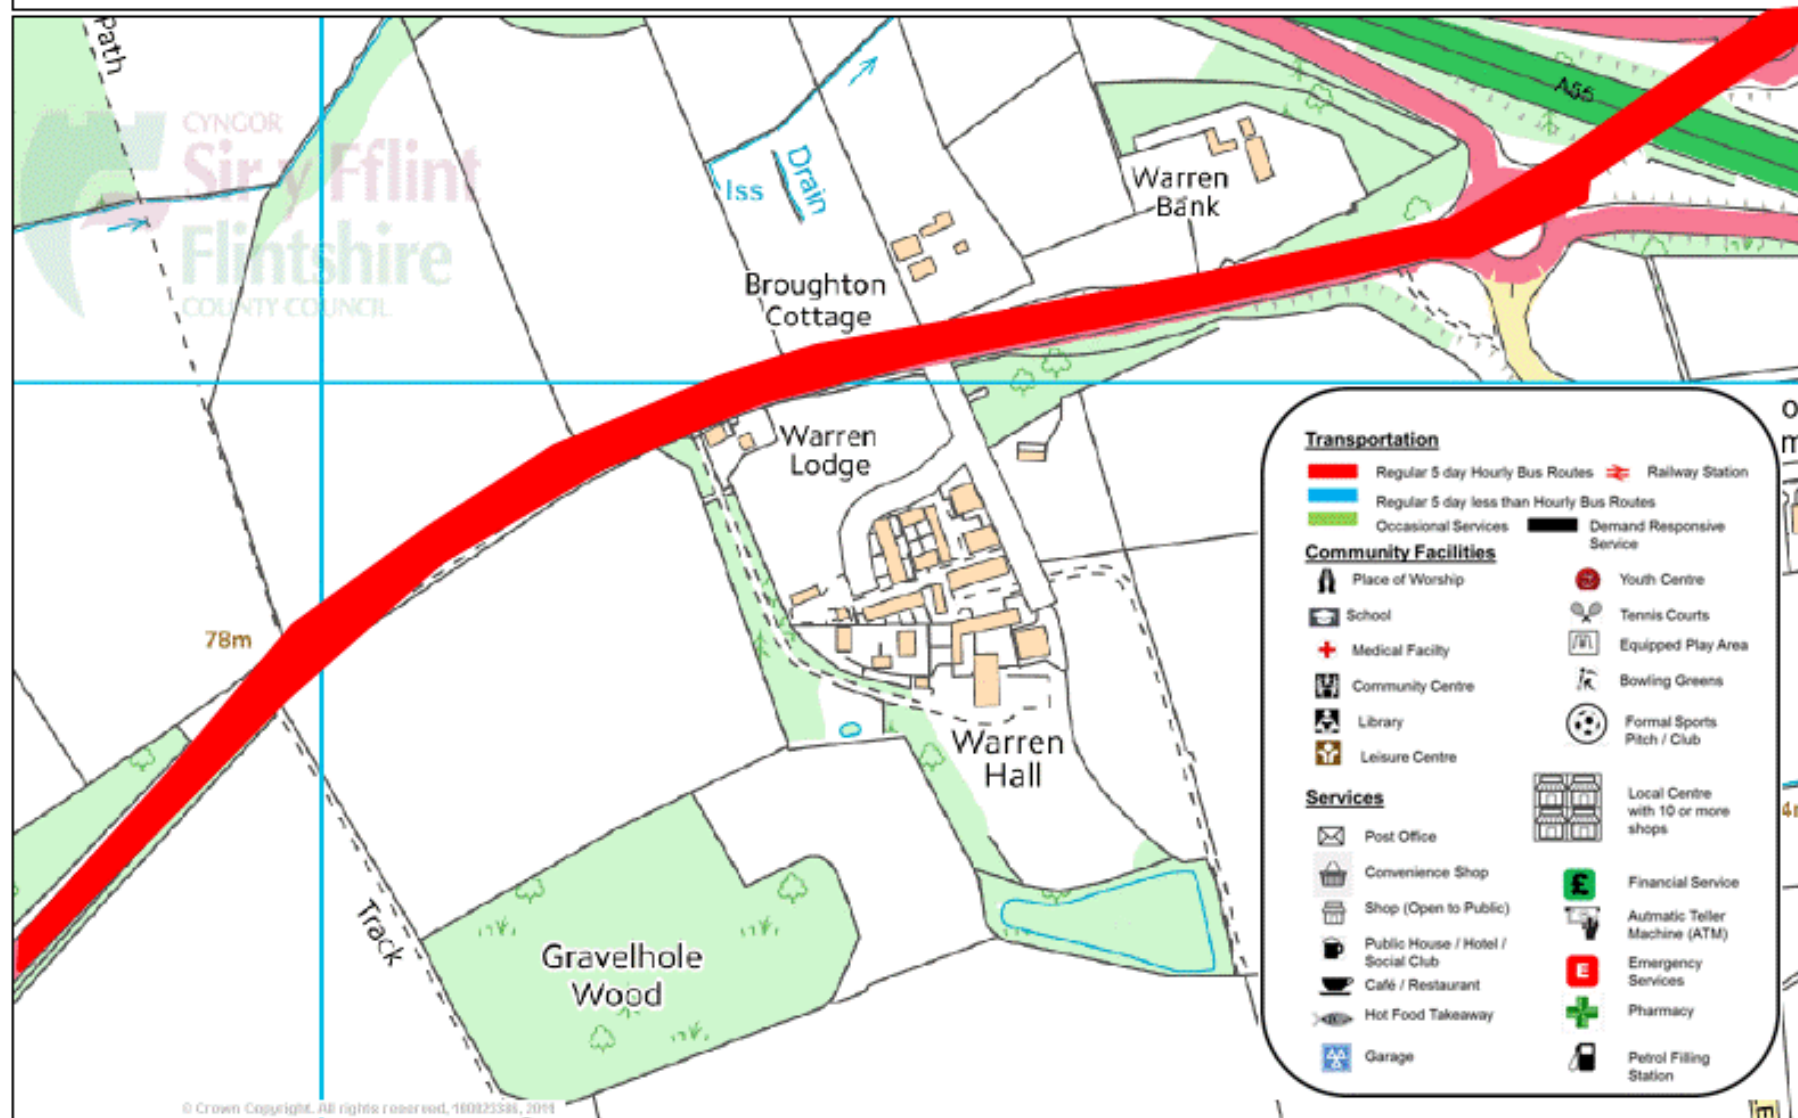 Path
CYNGOR
Sir y Fflint
Flintshire
COUNTY COUNCIL
Iss
Drain
A55
Warren
Bank
Broughton
Cottage
Warren
Lodge
78m
Warren
Hall
Track
Gravelhole
Wood
© Crown Copyright. All rights reserved, 100023386, 2011
Transportation
Regular 5 day Hourly Bus Routes
Railway Station
Regular 5 day less than Hourly Bus Routes
Occasional Services
Demand Responsive
Service
Community Facilities
Place of Worship
Youth Centre
School
Tennis Courts
Medical Facilty
Equipped Play Area
Community Centre
Bowling Greens
Library
Formal Sports
Pitch / Club
Leisure Centre
Services
Local Centre
with 10 or more
shops
Post Office
Convenience Shop
£
Financial Service
Shop (Open to Public)
Autmatic Teller
Machine (ATM)
Public House / Hotel /
Social Club
E
Emergency
Services
Café / Restaurant
Hot Food Takeaway
Pharmacy
Garage
Petrol Filling
Station